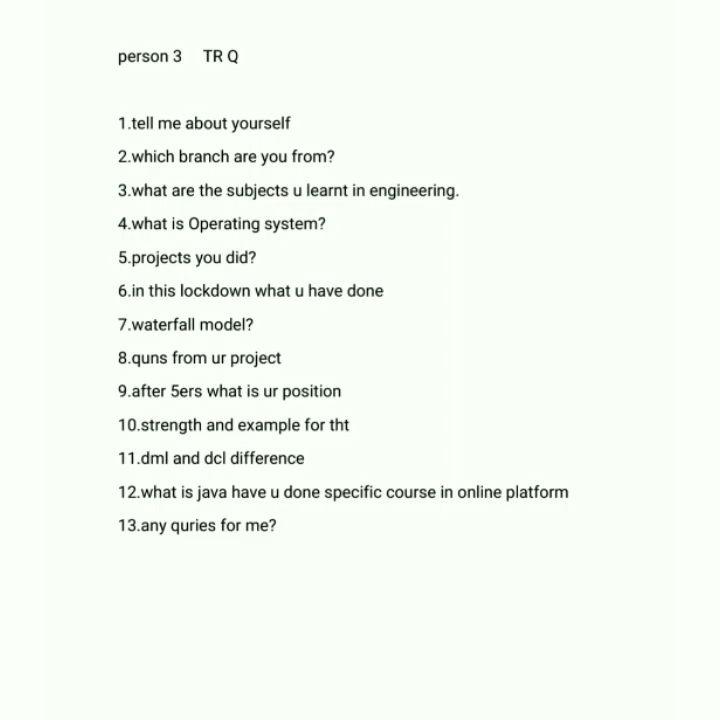 person 3 TR Q
1.tell me about yourself
2.which branch are you from?
3.what are the subjects u learnt in engineering.
4.what is Operating system?
5.projects you did?
6.in this lockdown what u have done
7.waterfall model?
8.quns from ur project
9.after 5ers what is ur position
10.strength and example for tht
11.dml and dcl difference
12.what is java have u done specific course in online platform
13.any quries for me?